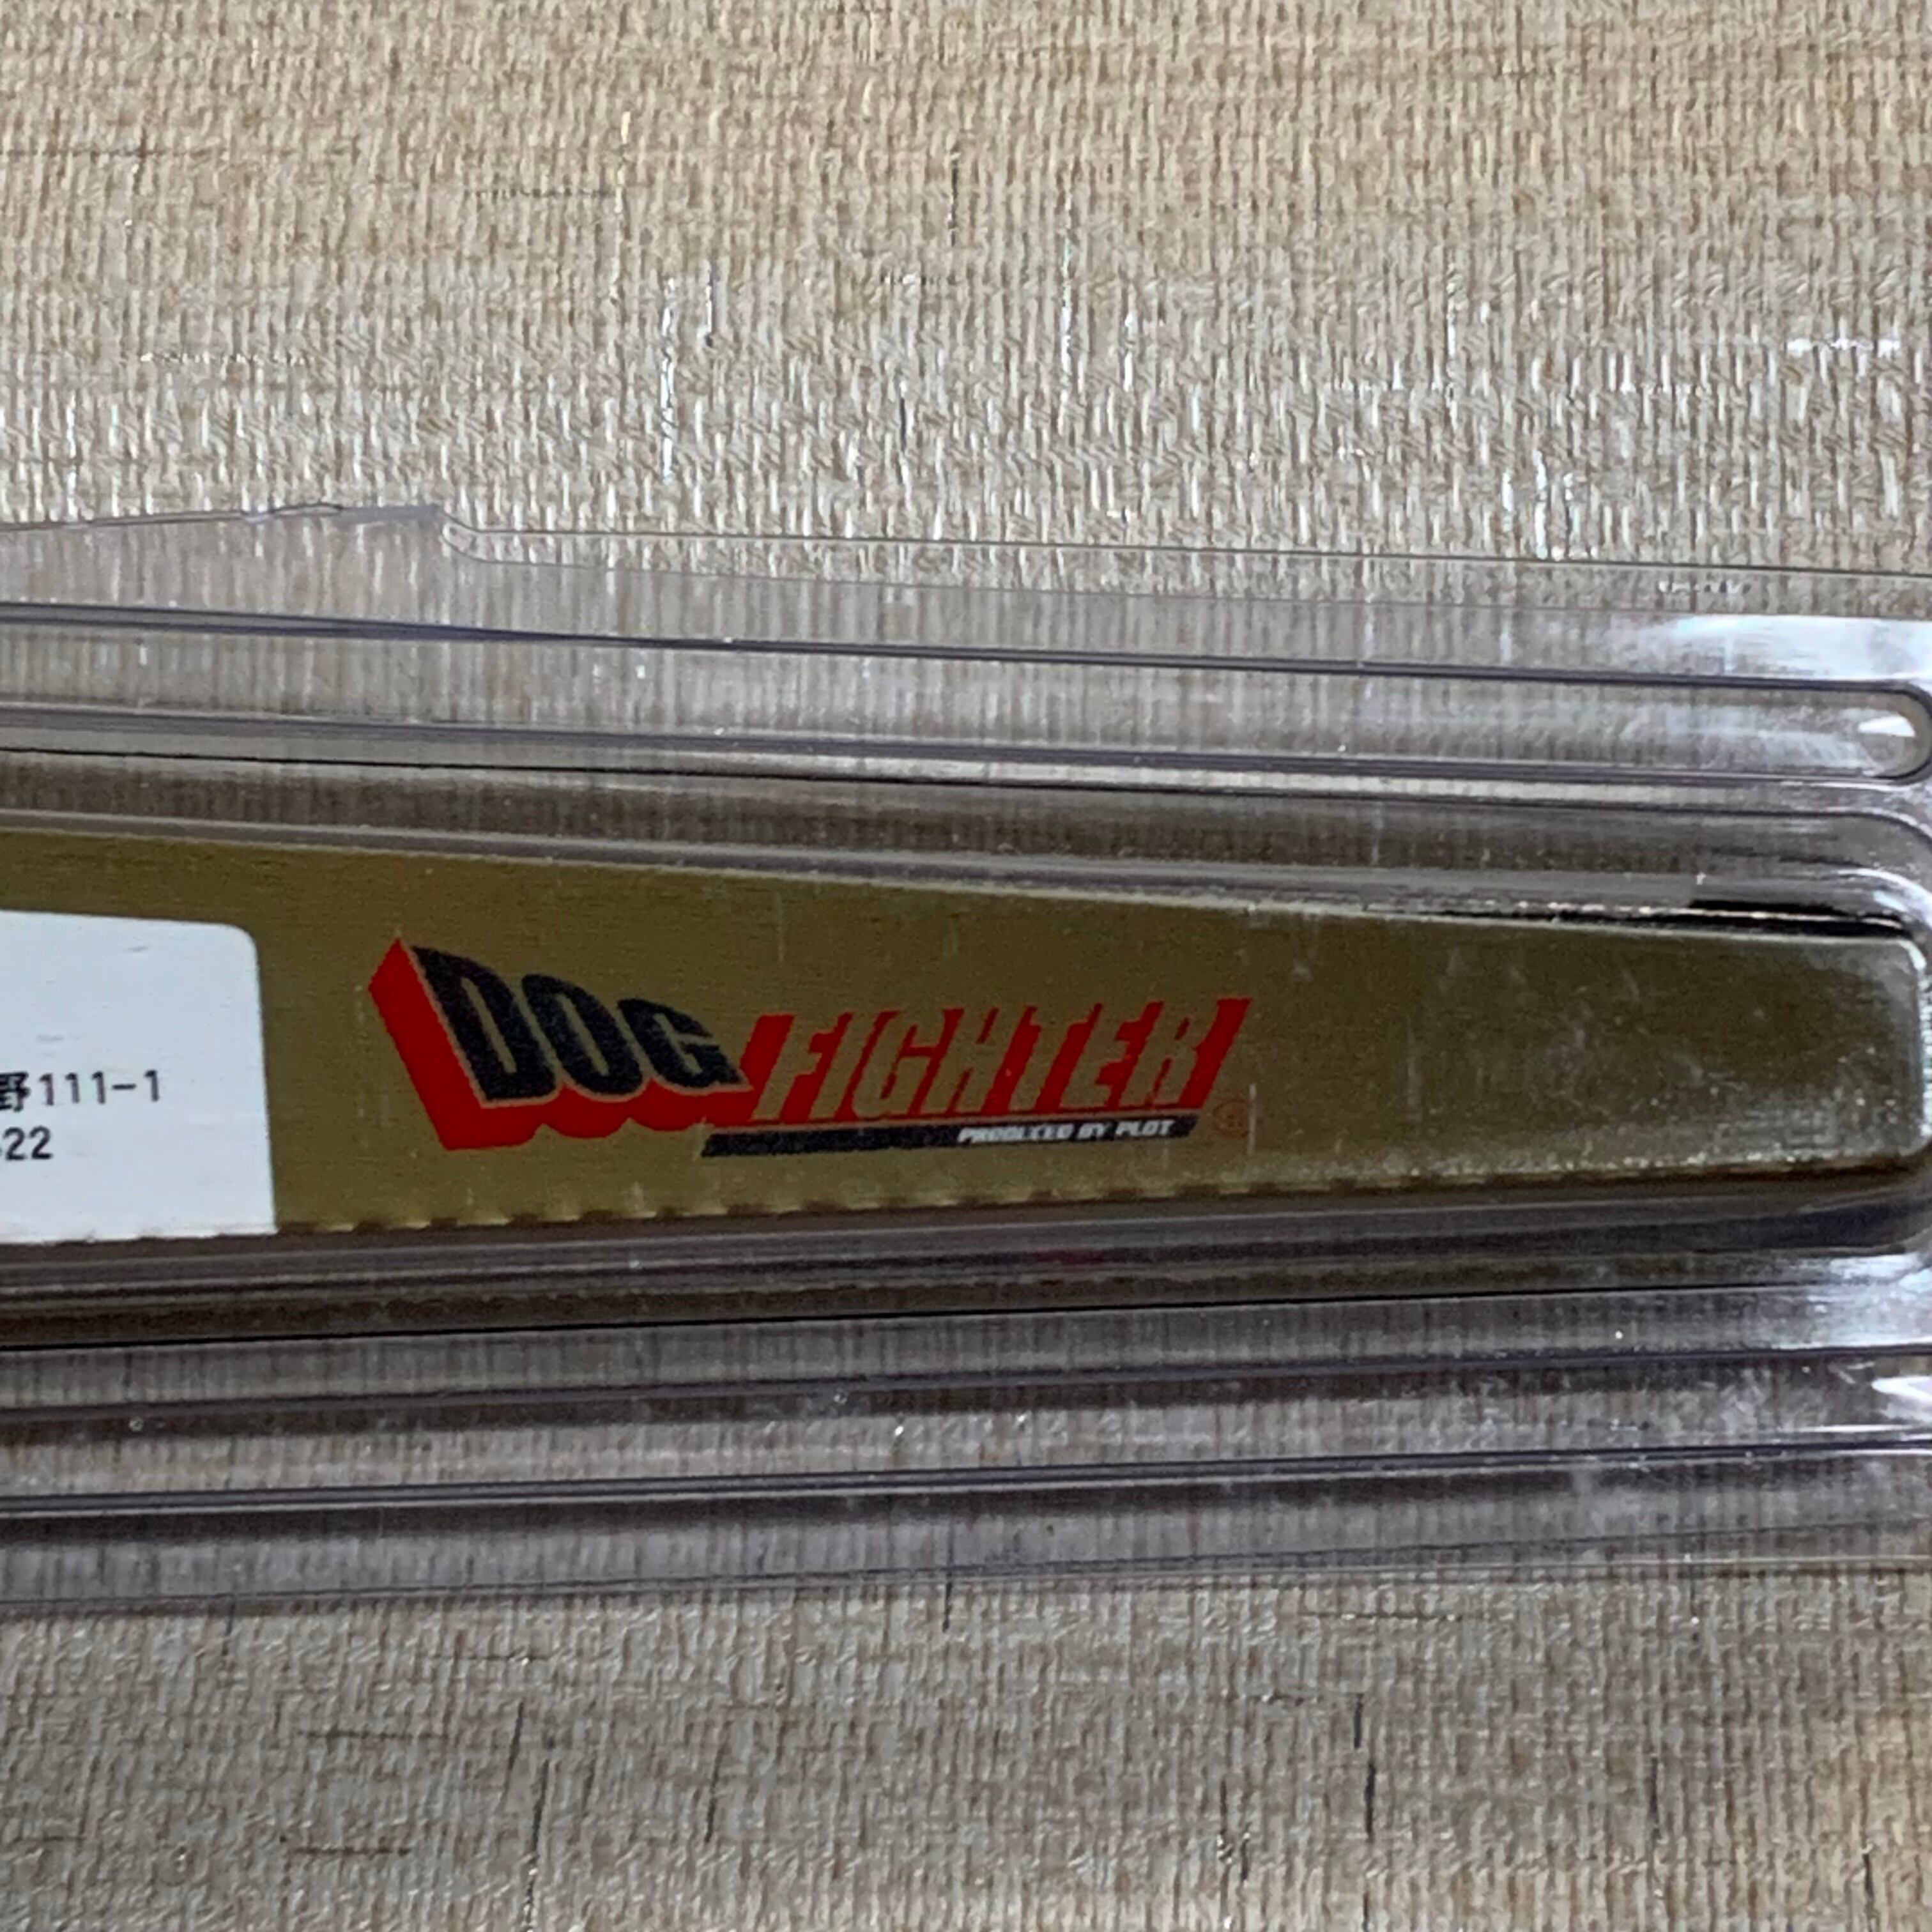 野111-1
22
DOG FIGHTER
PRODUCED BY PLOT
®